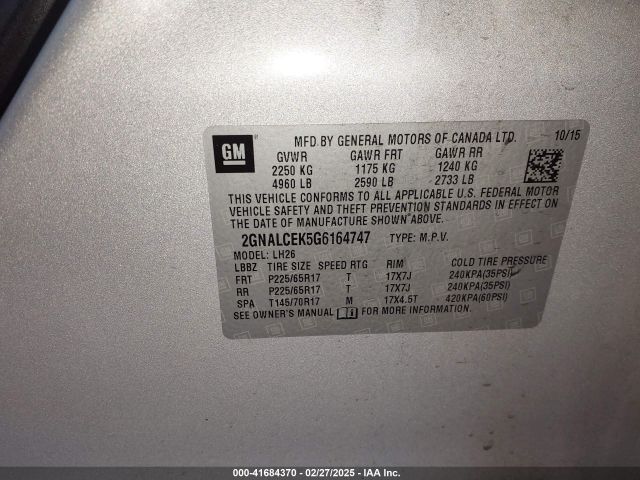 GM MFD BY GENERAL MOTORS OF CANADA LTD. 10/15
GVWR GAWR FRT GAWR RR
2250 KG 1175 KG 1240 KG
4960 LB 2590 LB 2733 LB
THIS VEHICLE CONFORMS TO ALL APPLICABLE U.S. FEDERAL MOTOR
VEHICLE SAFETY AND THEFT PREVENTION STANDARDS IN EFFECT ON
THE DATE OF MANUFACTURE SHOWN ABOVE.
2GNALCEK5G6164747 TYPE: M.P.V.
MODEL: LH26
LBBZ TIRE SIZE SPEED RTG RIM COLD TIRE PRESSURE
FRT P225/65R17 T 17X7J 240KPA(35PSI)
RR P225/65R17 T 17X7J 240KPA(35PSI)
SPA T145/70R17 M 17X4.5T 420KPA(60PSI)
SEE OWNER'S MANUAL FOR MORE INFORMATION.
000-41684370 - 02/27/2025 - IAA Inc.